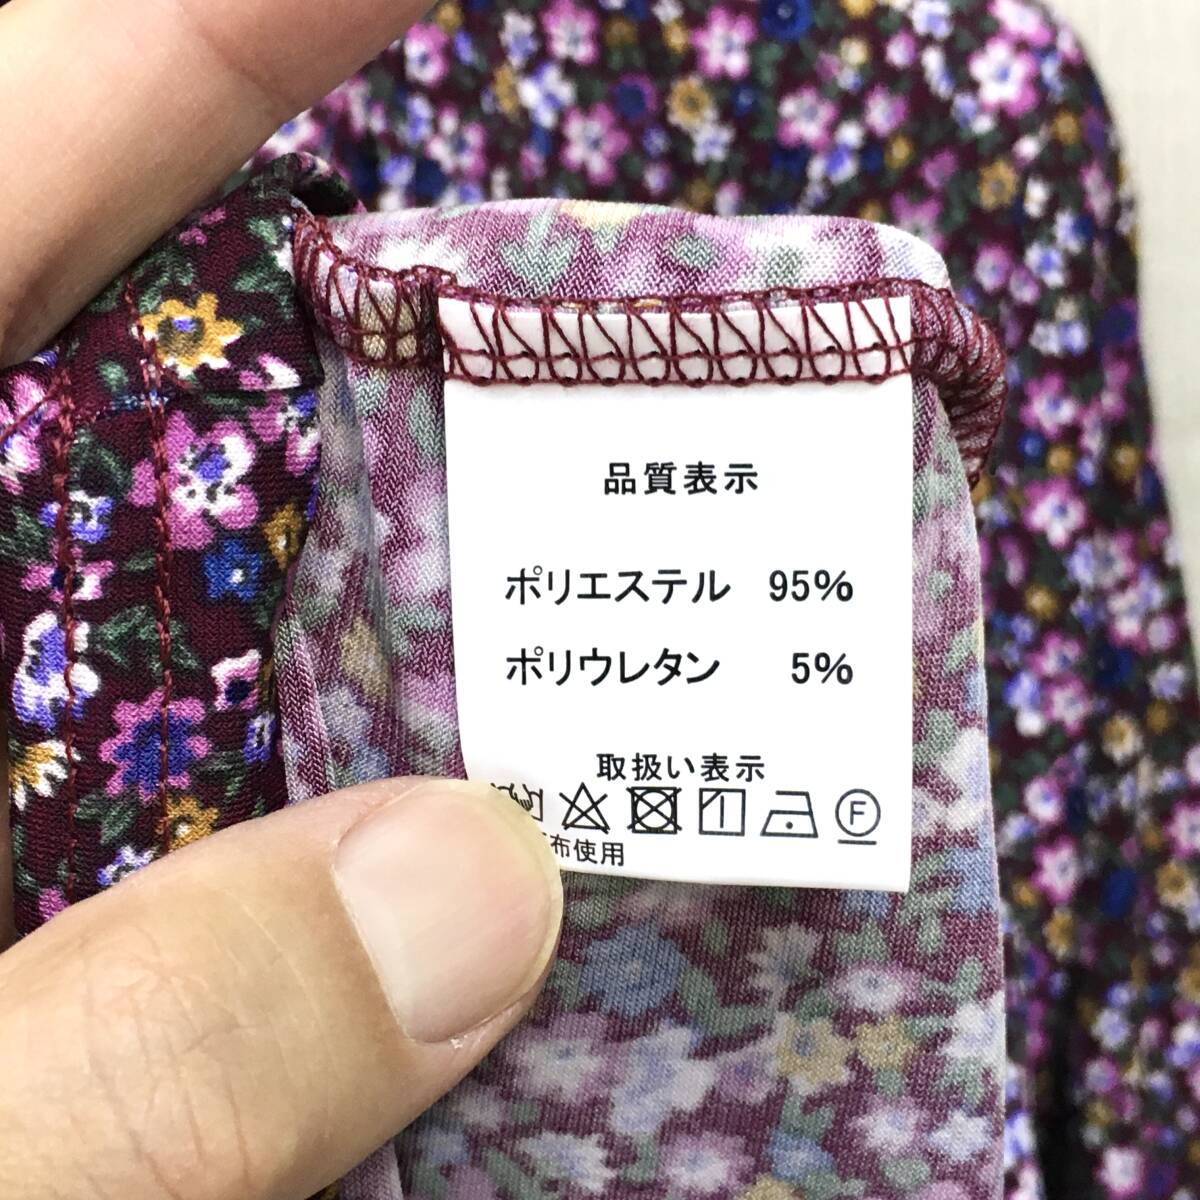 品質表示
ポリエステル 95%
ポリウレタン 5%
取扱い表示
F
布使用